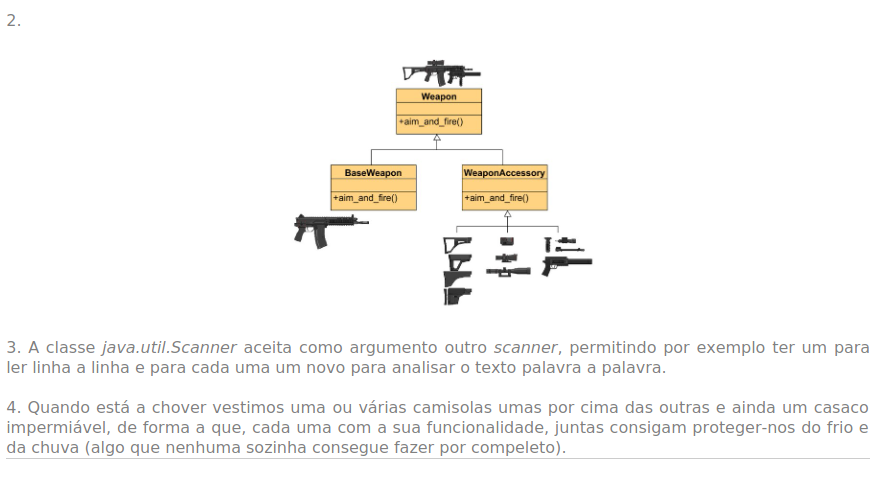 2.
Weapon
+aim_and_fire()
BaseWeapon
+aim_and_fire()
WeaponAccessory
+aim_and_fire()
3. A classe java.util.Scanner aceita como argumento outro scanner, permitindo por exemplo ter um para
ler linha a linha e para cada uma um novo para analisar o texto palavra a palavra.
4. Quando está a chover vestimos uma ou várias camisolas umas por cima das outras e ainda um casaco
impermiável, de forma a que, cada uma com a sua funcionalidade, juntas consigam proteger-nos do frio e
da chuva (algo que nenhuma sozinha consegue fazer por compeleto).